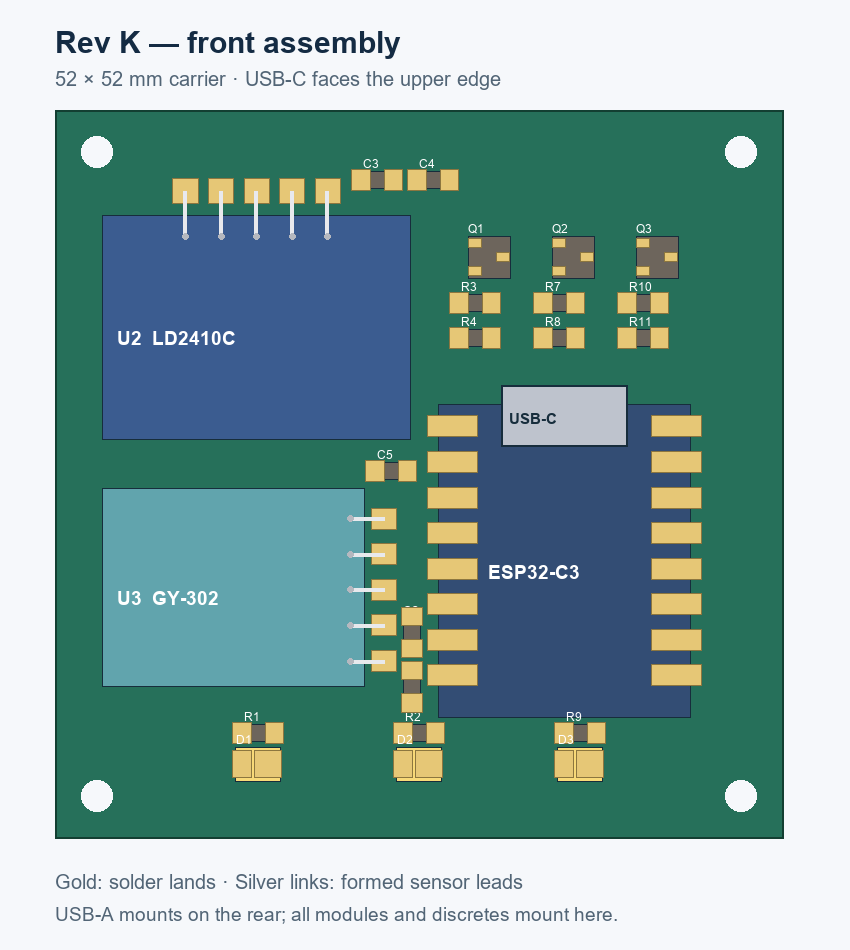 Rev K — front assembly
52 × 52 mm carrier · USB-C faces the upper edge
C3 C4
Q1 Q2 Q3
R3 R7 R10
R4 R8 R11
U2 LD2410C
USB-C
C5
ESP32-C3
U3 GY-302
R1 R2 R9
D1 D2 D3
Gold: solder lands · Silver links: formed sensor leads
USB-A mounts on the rear; all modules and discretes mount here.